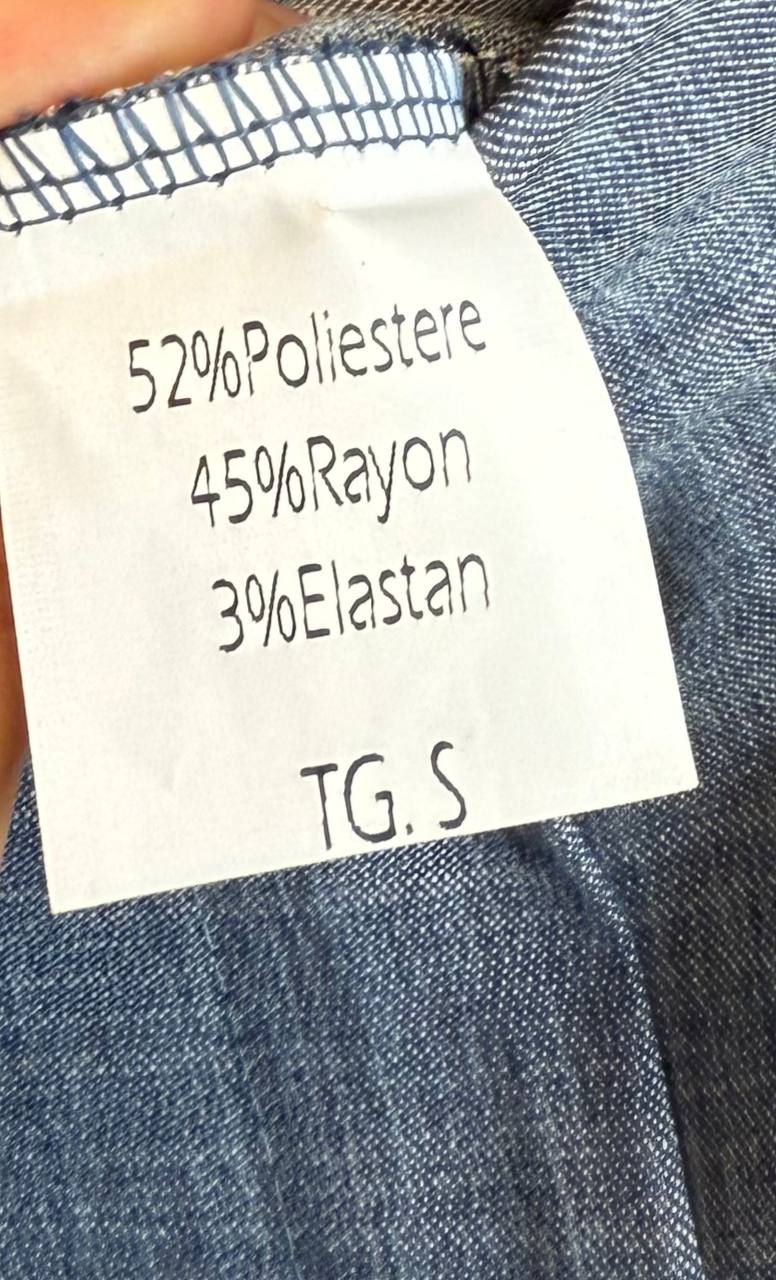 52%Poliestere
45%Rayon
3%Elastan
TG. S